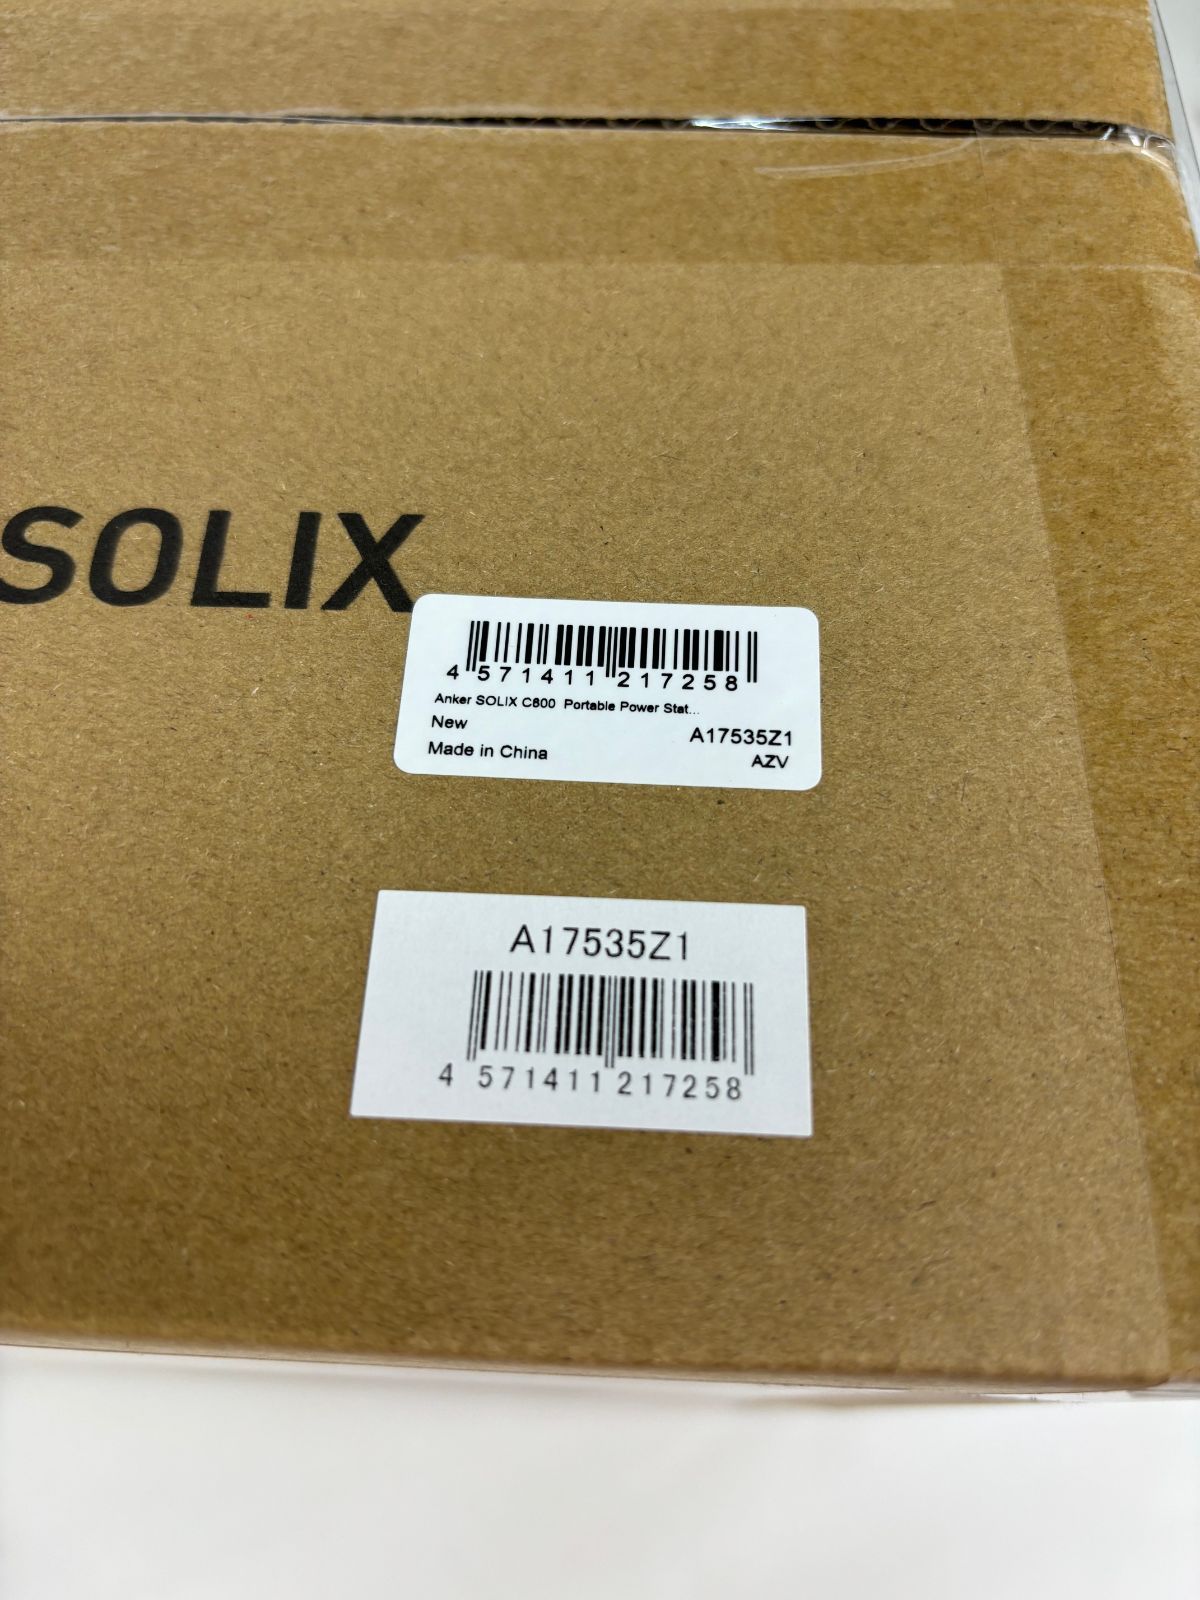 SOLIX
4 571411 217258
Anker SOLIX C800 Portable Power Stat...
New
A17535Z1
Made in China
AZV
A17535Z1
4 571411 217258